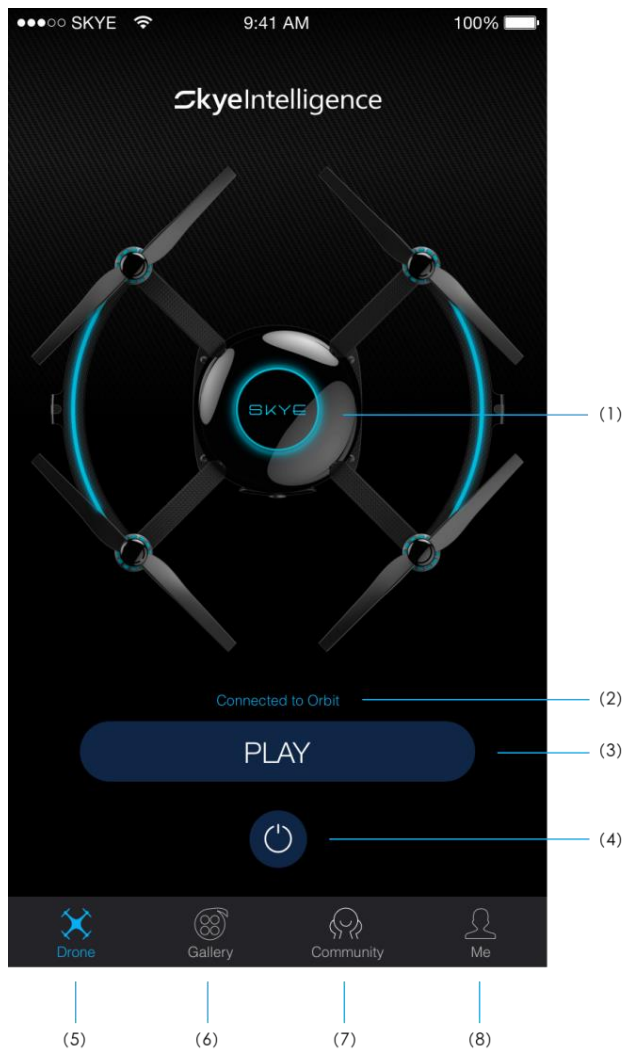 SKYE 9:41 AM 100%
SkyeIntelligence
SKYE
(1)
Connected to Orbit
(2)
PLAY
(3)
(4)
Drone Gallery Community Me
(5) (6) (7) (8)